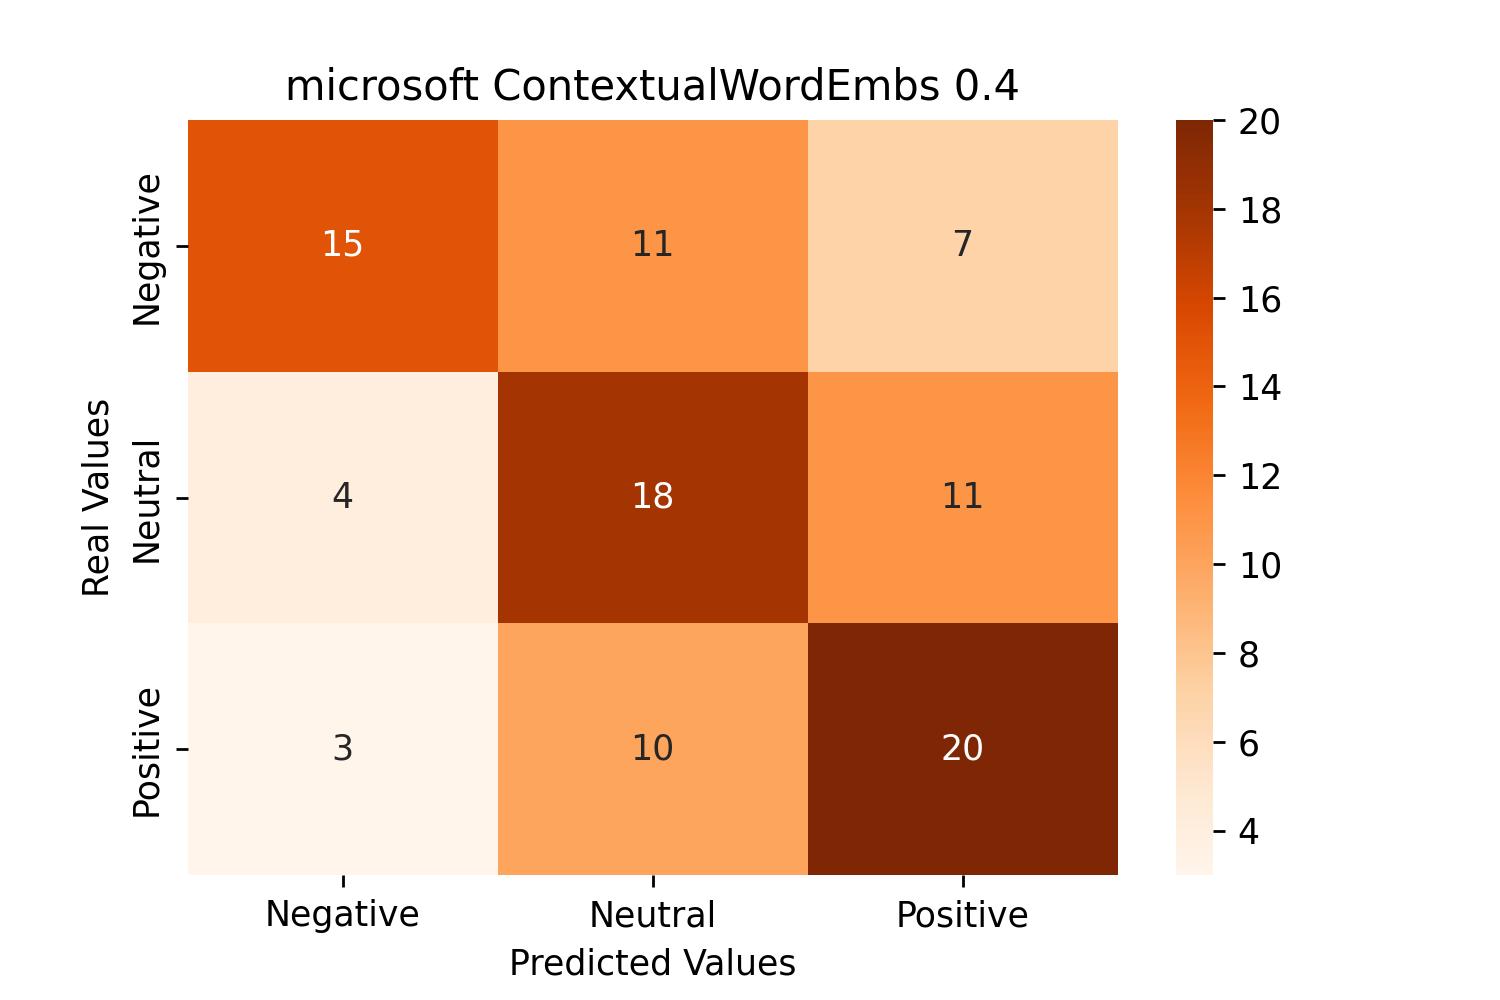 microsoft ContextualWordEmbs 0.4
Real Values
Negative
15 11 7
Neutral
4 18 11
Positive
3 10 20
Negative Neutral Positive
Predicted Values
20
18
16
14
12
10
8
6
4